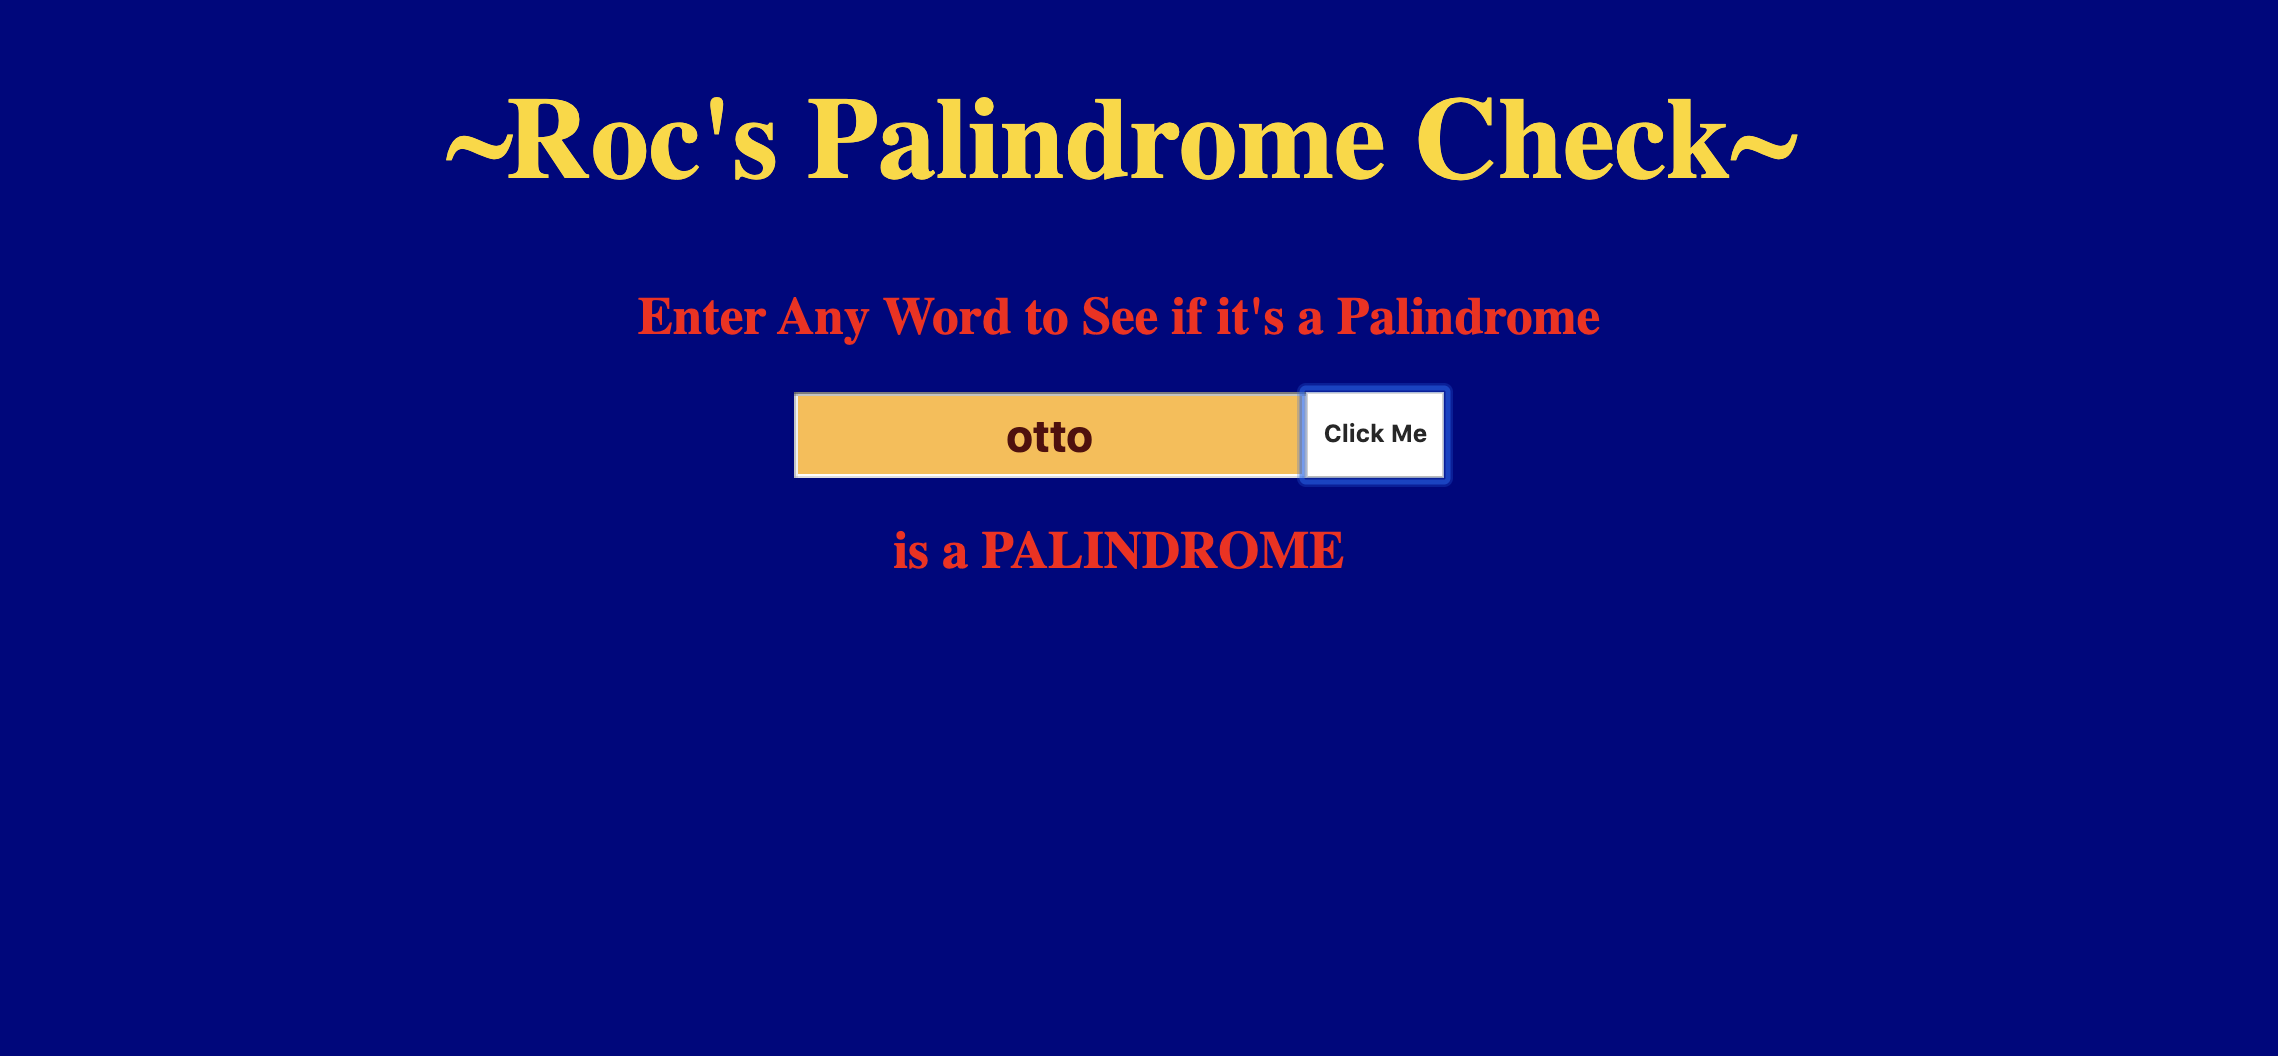 ~Roc's Palindrome Check~
Enter Any Word to See if it's a Palindrome
otto Click Me
is a PALINDROME